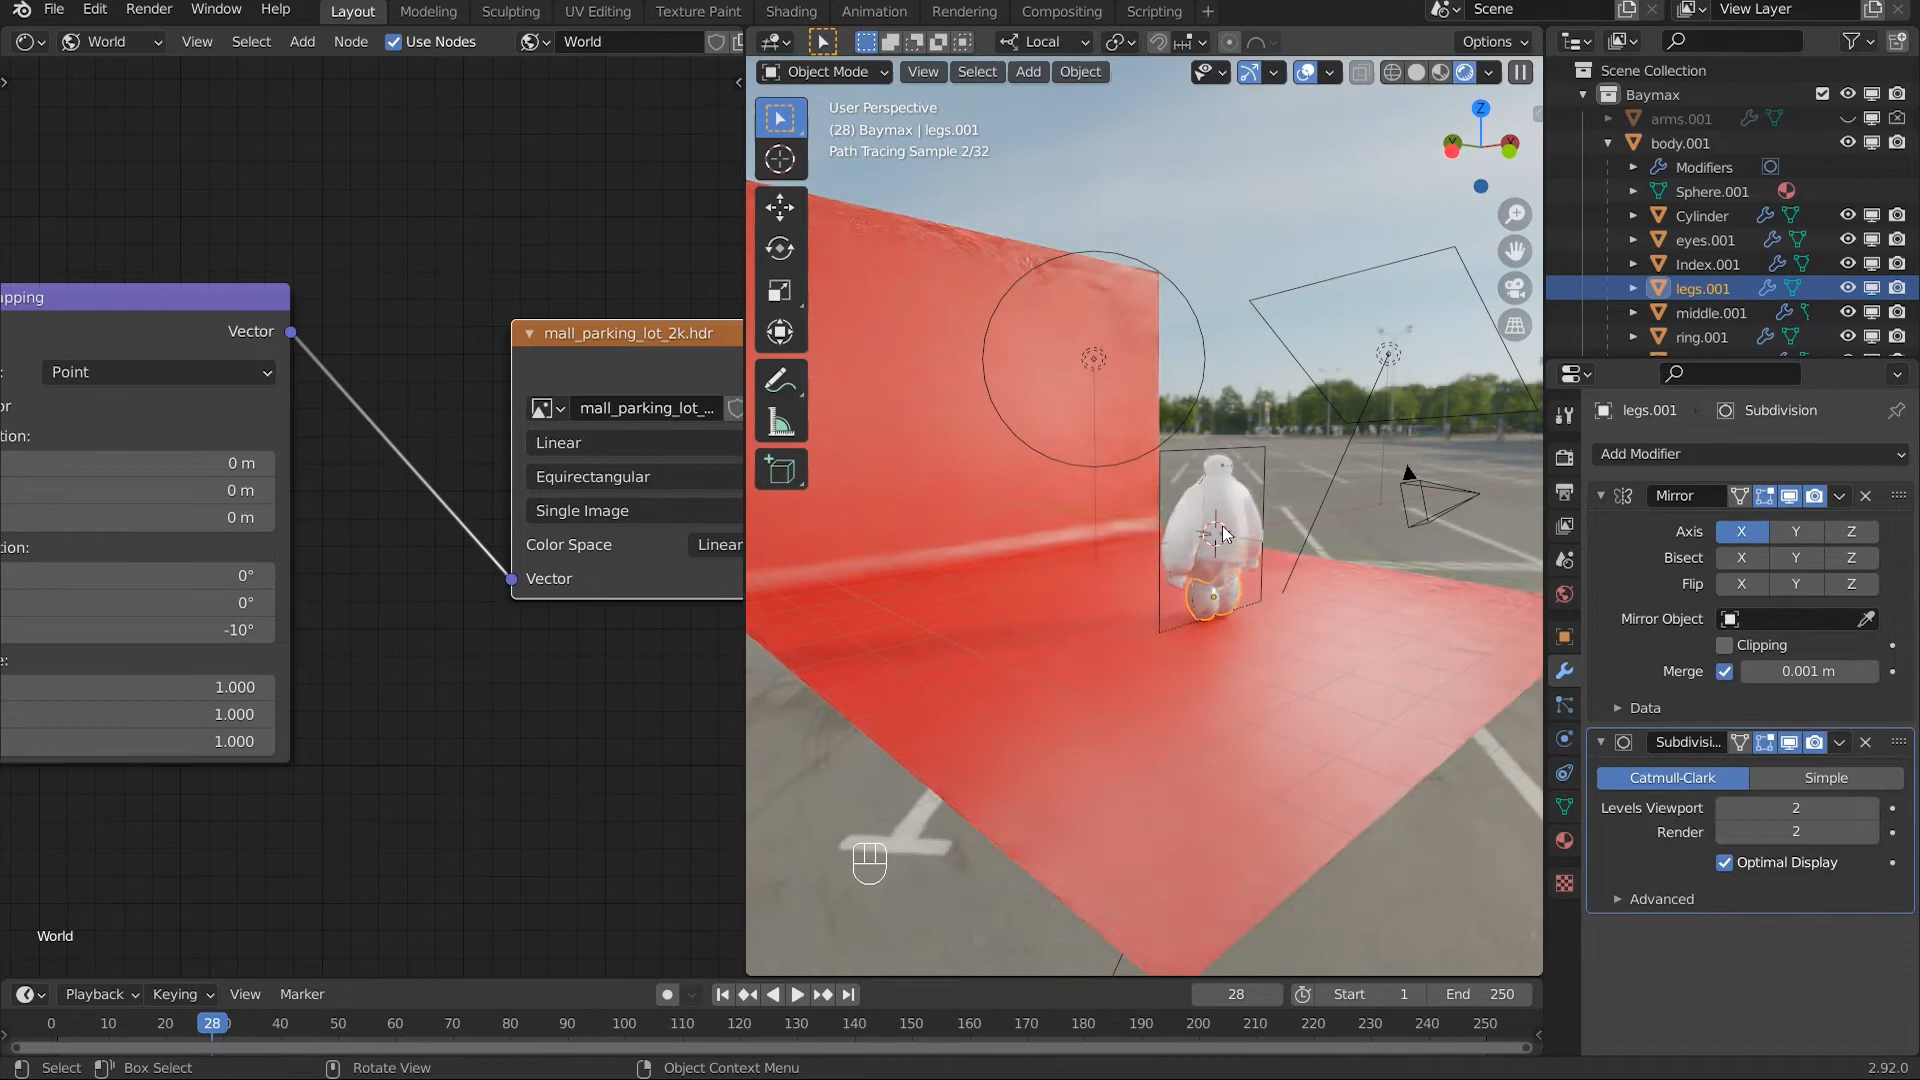 File Edit Render Window Help Layout Modeling Sculpting UV Editing Texture Paint Shading Animation Rendering Compositing Scripting + Scene View Layer
World View Select Add Node Use Nodes World Local Options
Object Mode View Select Add Object
Scene Collection
Baymax
arms.001
body.001
Modifiers
Sphere.001
Cylinder
eyes.001
Index.001
legs.001
middle.001
ring.001
User Perspective
(28) Baymax | legs.001
Path Tracing Sample 2/32
Z
apping
Vector
Point
or
tion:
0 m
0 m
0 m
tion:
0°
0°
-10°
e:
1.000
1.000
1.000
mall_parking_lot_2k.hdr
mall_parking_lot_...
Linear
Equirectangular
Single Image
Color Space Linear
Vector
World
legs.001 Subdivision
Add Modifier
Mirror
Axis X Y Z
Bisect X Y Z
Flip X Y Z
Mirror Object
Clipping
Merge 0.001 m
Data
Subdivisi...
Catmull-Clark Simple
Levels Viewport 2
Render 2
Optimal Display
Advanced
Playback Keying View Marker 28 Start 1 End 250
0 10 20 28 40 50 60 70 80 90 100 110 120 130 140 150 160 170 180 190 200 210 220 230 240 250
Select Box Select Rotate View Object Context Menu 2.92.0